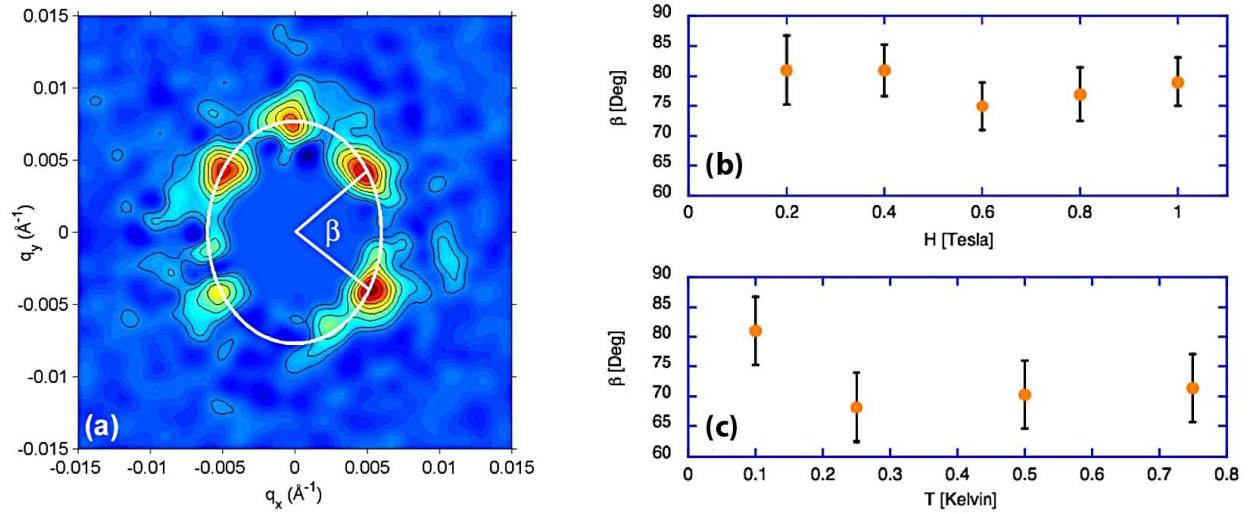 0.015
0.01
0.005
0
-0.005
-0.01
-0.015
q_y (Å^-1)
β
(a)
-0.015 -0.01 -0.005 0 0.005 0.01 0.015
q_x (Å^-1)
90
85
80
75
70
65
60
β [Deg]
(b)
0 0.2 0.4 0.6 0.8 1
H [Tesla]
90
85
80
75
70
65
60
β [Deg]
(c)
0 0.1 0.2 0.3 0.4 0.5 0.6 0.7 0.8
T [Kelvin]